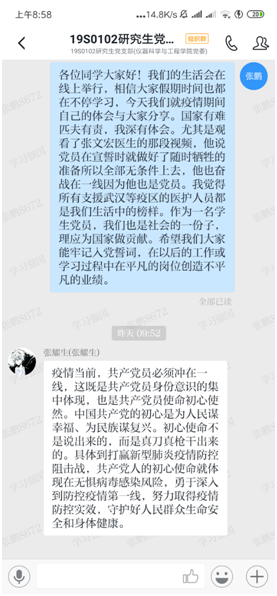 上午8:58
...14.8K/s
20
19S0102研究生党...
组织群
19S0102研究生党支部(仪器科学与工程学院党委)
张鹏
各位同学大家好！我们的生活会在
线上举行，相信大家假期时间也都
在不停学习，今天我们就疫情期间
自己的体会与大家分享。国家有难
匹夫有责，我深有体会。尤其是观
看了张文宏医生的那段视频，他说
党员在宣誓时就做好了随时牺牲的
准备所以全部无条件上去，他也奋
战在一线因为他也是党员。我觉得
所有支援武汉等疫区的医护人员都
是我们生活中的榜样。作为一名学
生党员，我们也是社会的一份子，
理应为国家做贡献。希望我们大家
能牢记入党誓词，在以后的工作或
学习过程中在平凡的岗位创造不平
凡的业绩。
全部已读
昨天 09:52
张耀生(张耀生)
疫情当前，共产党员必须冲在一
线，这既是共产党员身份意识的集
中体现，也是共产党员使命初心使
然。中国共产党的初心是为人民谋
幸福、为民族谋复兴。初心使命不
是说出来的，而是真刀真枪干出来
的。具体到打赢新型肺炎疫情防控
阻击战，共产党人的初心使命就体
现在无惧病毒感染风险，勇于深入
到防控疫情第一线，努力取得疫情
防控实效，守护好人民群众生命安
全和身体健康。